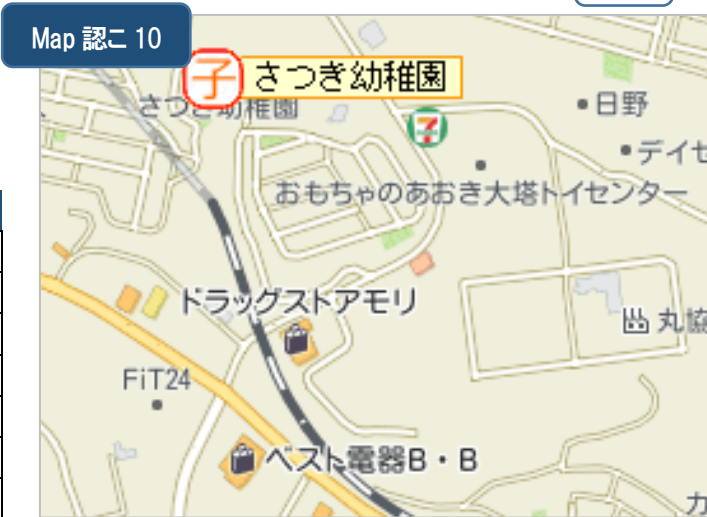 Map 認こ 10
子 さつき幼稚園
さつき幼稚園
日野
デイセ
おもちゃのあおき大塔トイセンター
ドラッグストアモリ
丸協
FiT24
ベスト電器B・B
カ